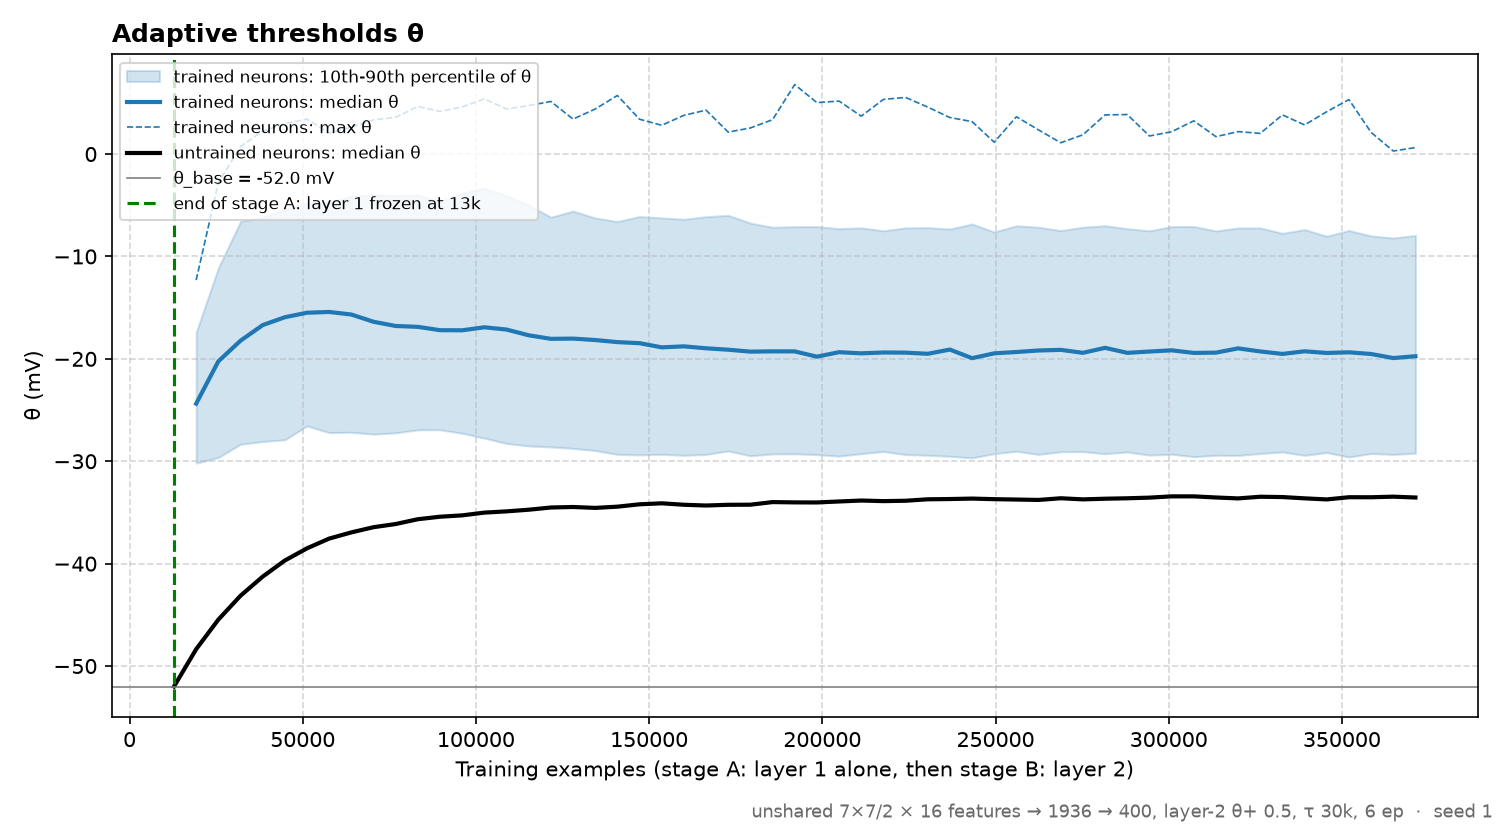 Adaptive thresholds θ
trained neurons: 10th-90th percentile of θ
trained neurons: median θ
trained neurons: max θ
untrained neurons: median θ
θ_base = -52.0 mV
end of stage A: layer 1 frozen at 13k
θ (mV)
0
−10
−20
−30
−40
−50
0 50000 100000 150000 200000 250000 300000 350000
Training examples (stage A: layer 1 alone, then stage B: layer 2)
unshared 7×7/2 × 16 features → 1936 → 400, layer-2 θ+ 0.5, τ 30k, 6 ep · seed 1